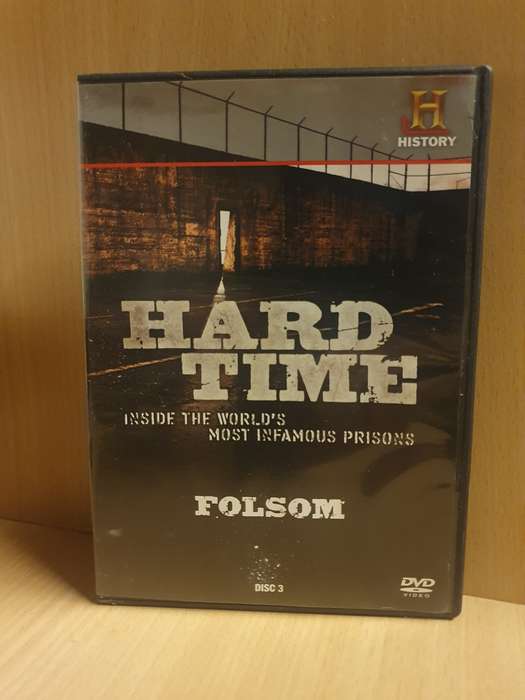 H
HISTORY
HARD
TIME
INSIDE THE WORLD'S
MOST INFAMOUS PRISONS
FOLSOM
DISC 3
DVD
VIDEO